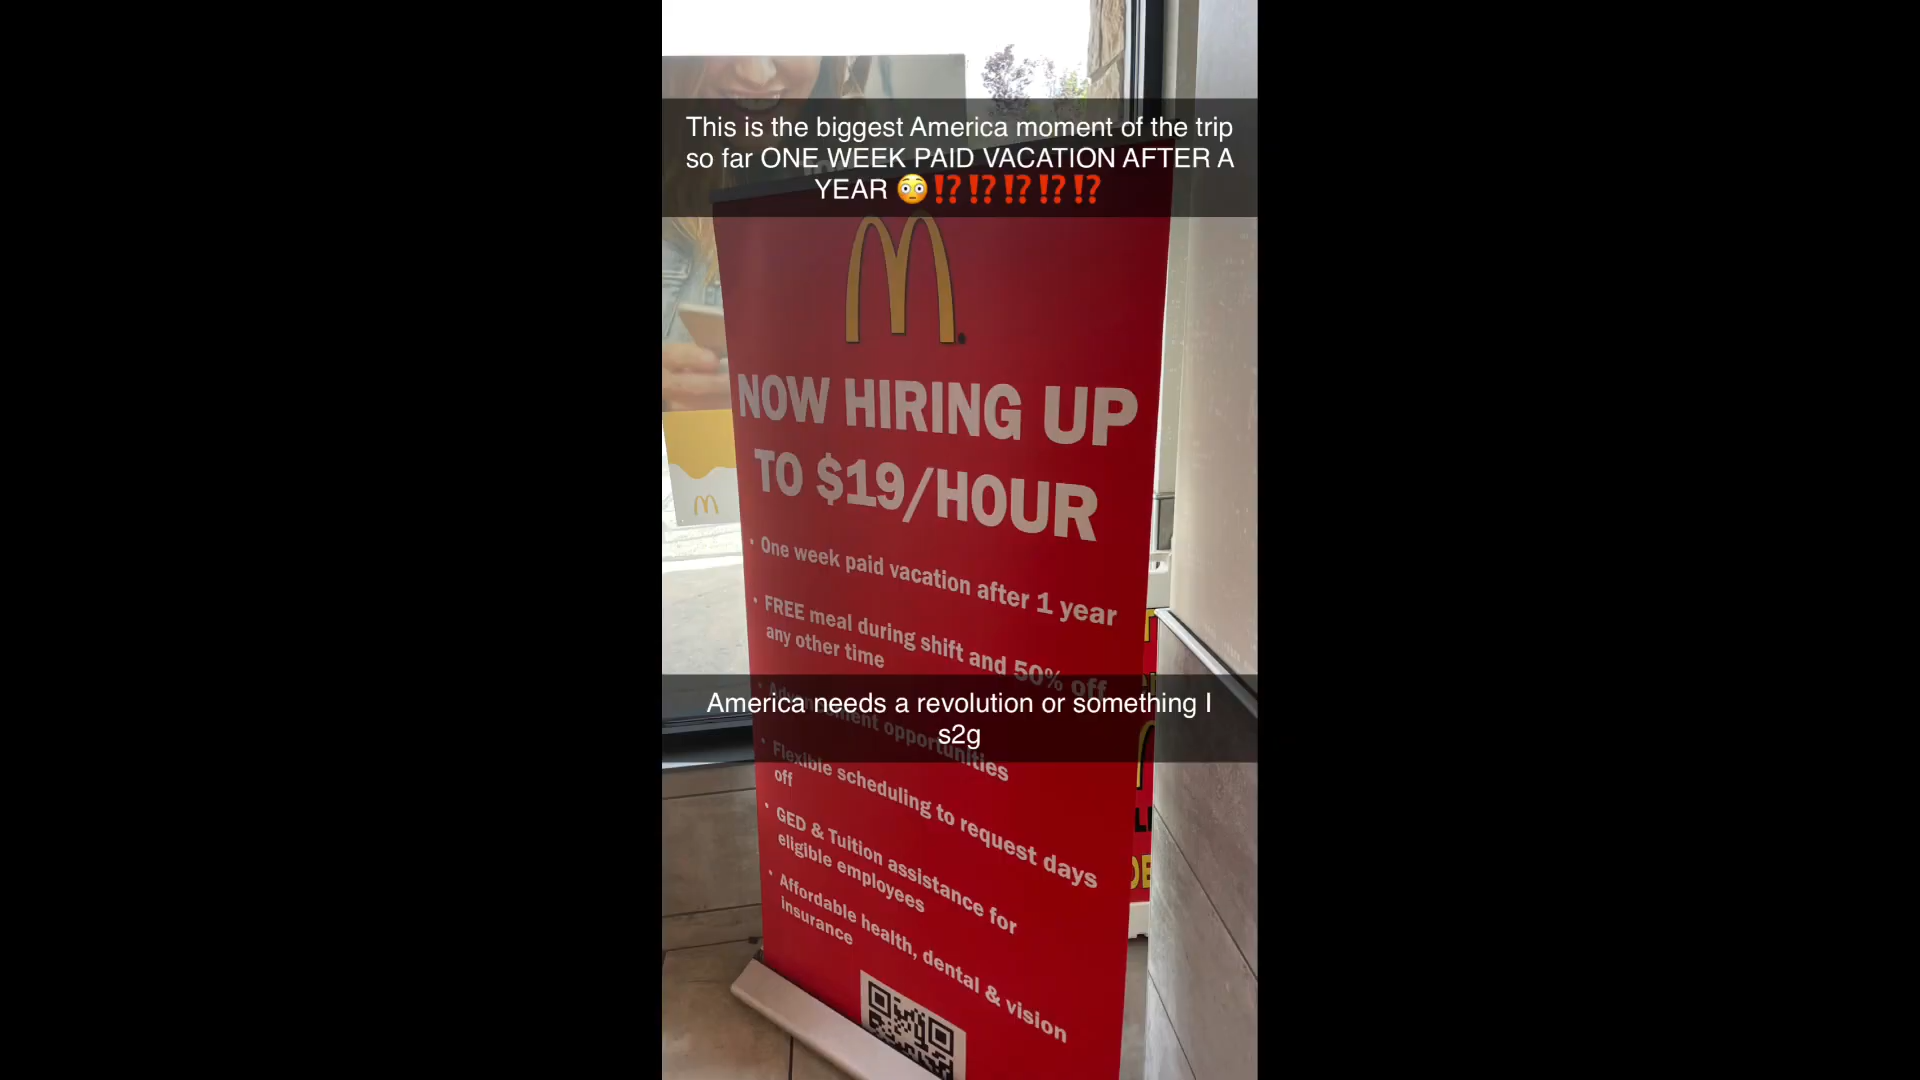 This is the biggest America moment of the trip
so far ONE WEEK PAID VACATION AFTER A
YEAR 😳⁉️⁉️⁉️⁉️⁉️
NOW HIRING UP
TO $19/HOUR
• One week paid vacation after 1 year
• FREE meal during shift and 50% off
any other time
• Advancement opportunities
America needs a revolution or something I
s2g
• Flexible scheduling to request days
off
• GED & Tuition assistance for
eligible employees
• Affordable health, dental & vision
insurance